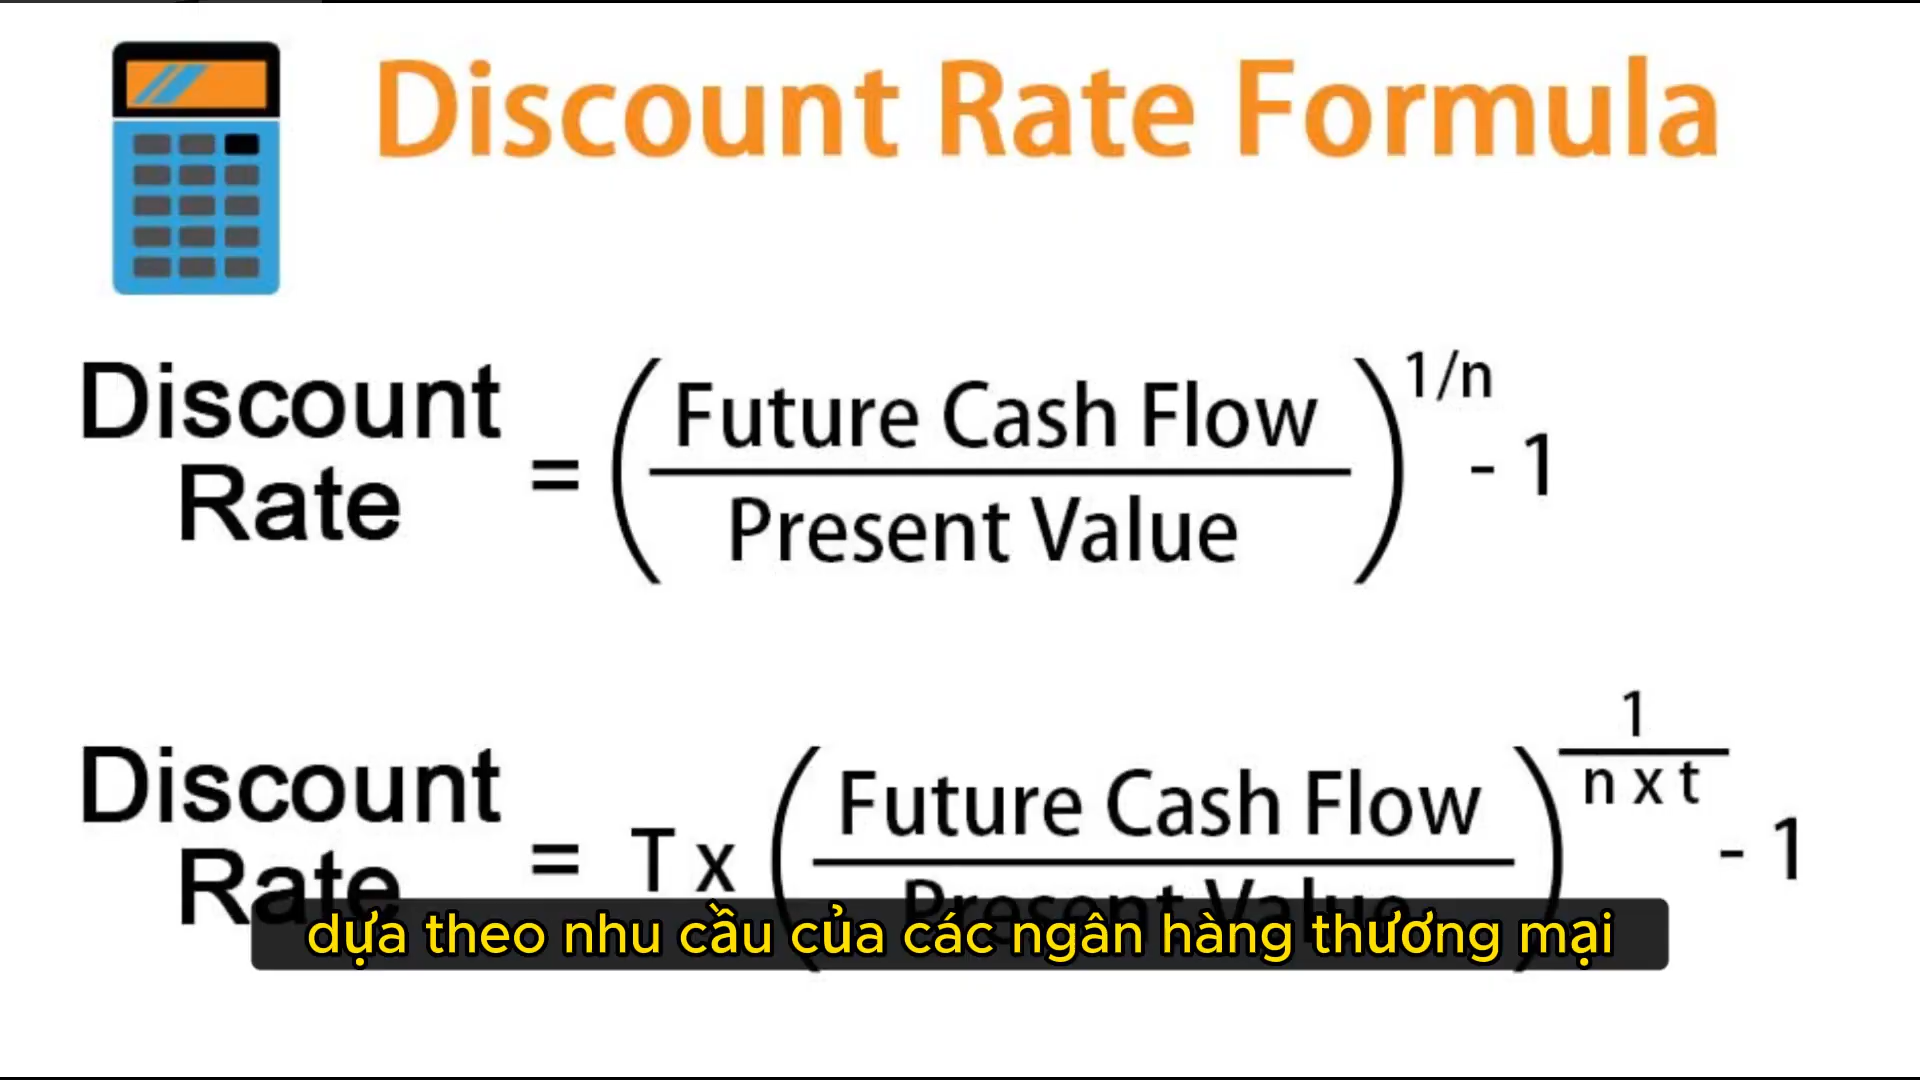 Discount Rate Formula
Discount Rate = (Future Cash Flow / Present Value)^1/n - 1
Discount Rate = T x (Future Cash Flow / Present Value)^1/(n x t) - 1
dựa theo nhu cầu của các ngân hàng thương mại